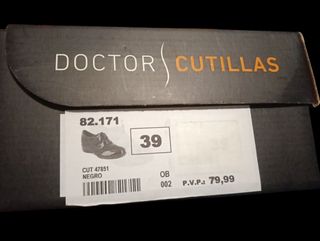 DOCTOR CUTILLAS
82.171
39
CUT 47851
NEGRO
OB
002
P.V.P.: 79,99